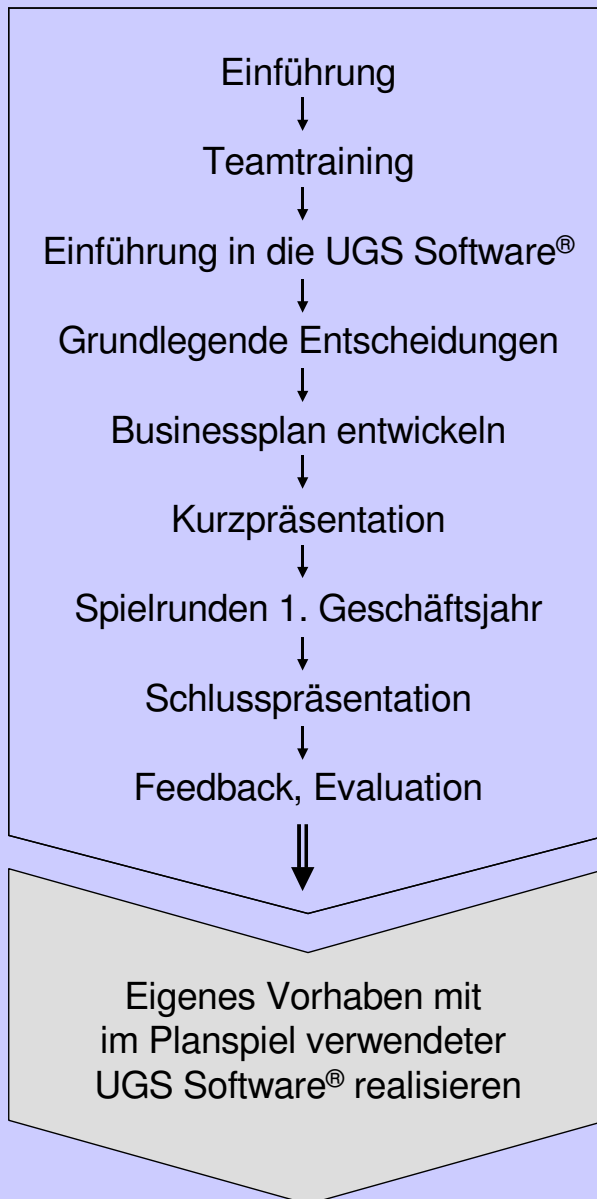 Einführung
Teamtraining
Einführung in die UGS Software®
Grundlegende Entscheidungen
Businessplan entwickeln
Kurzpräsentation
Spielrunden 1. Geschäftsjahr
Schlusspräsentation
Feedback, Evaluation
Eigenes Vorhaben mit
im Planspiel verwendeter
UGS Software® realisieren